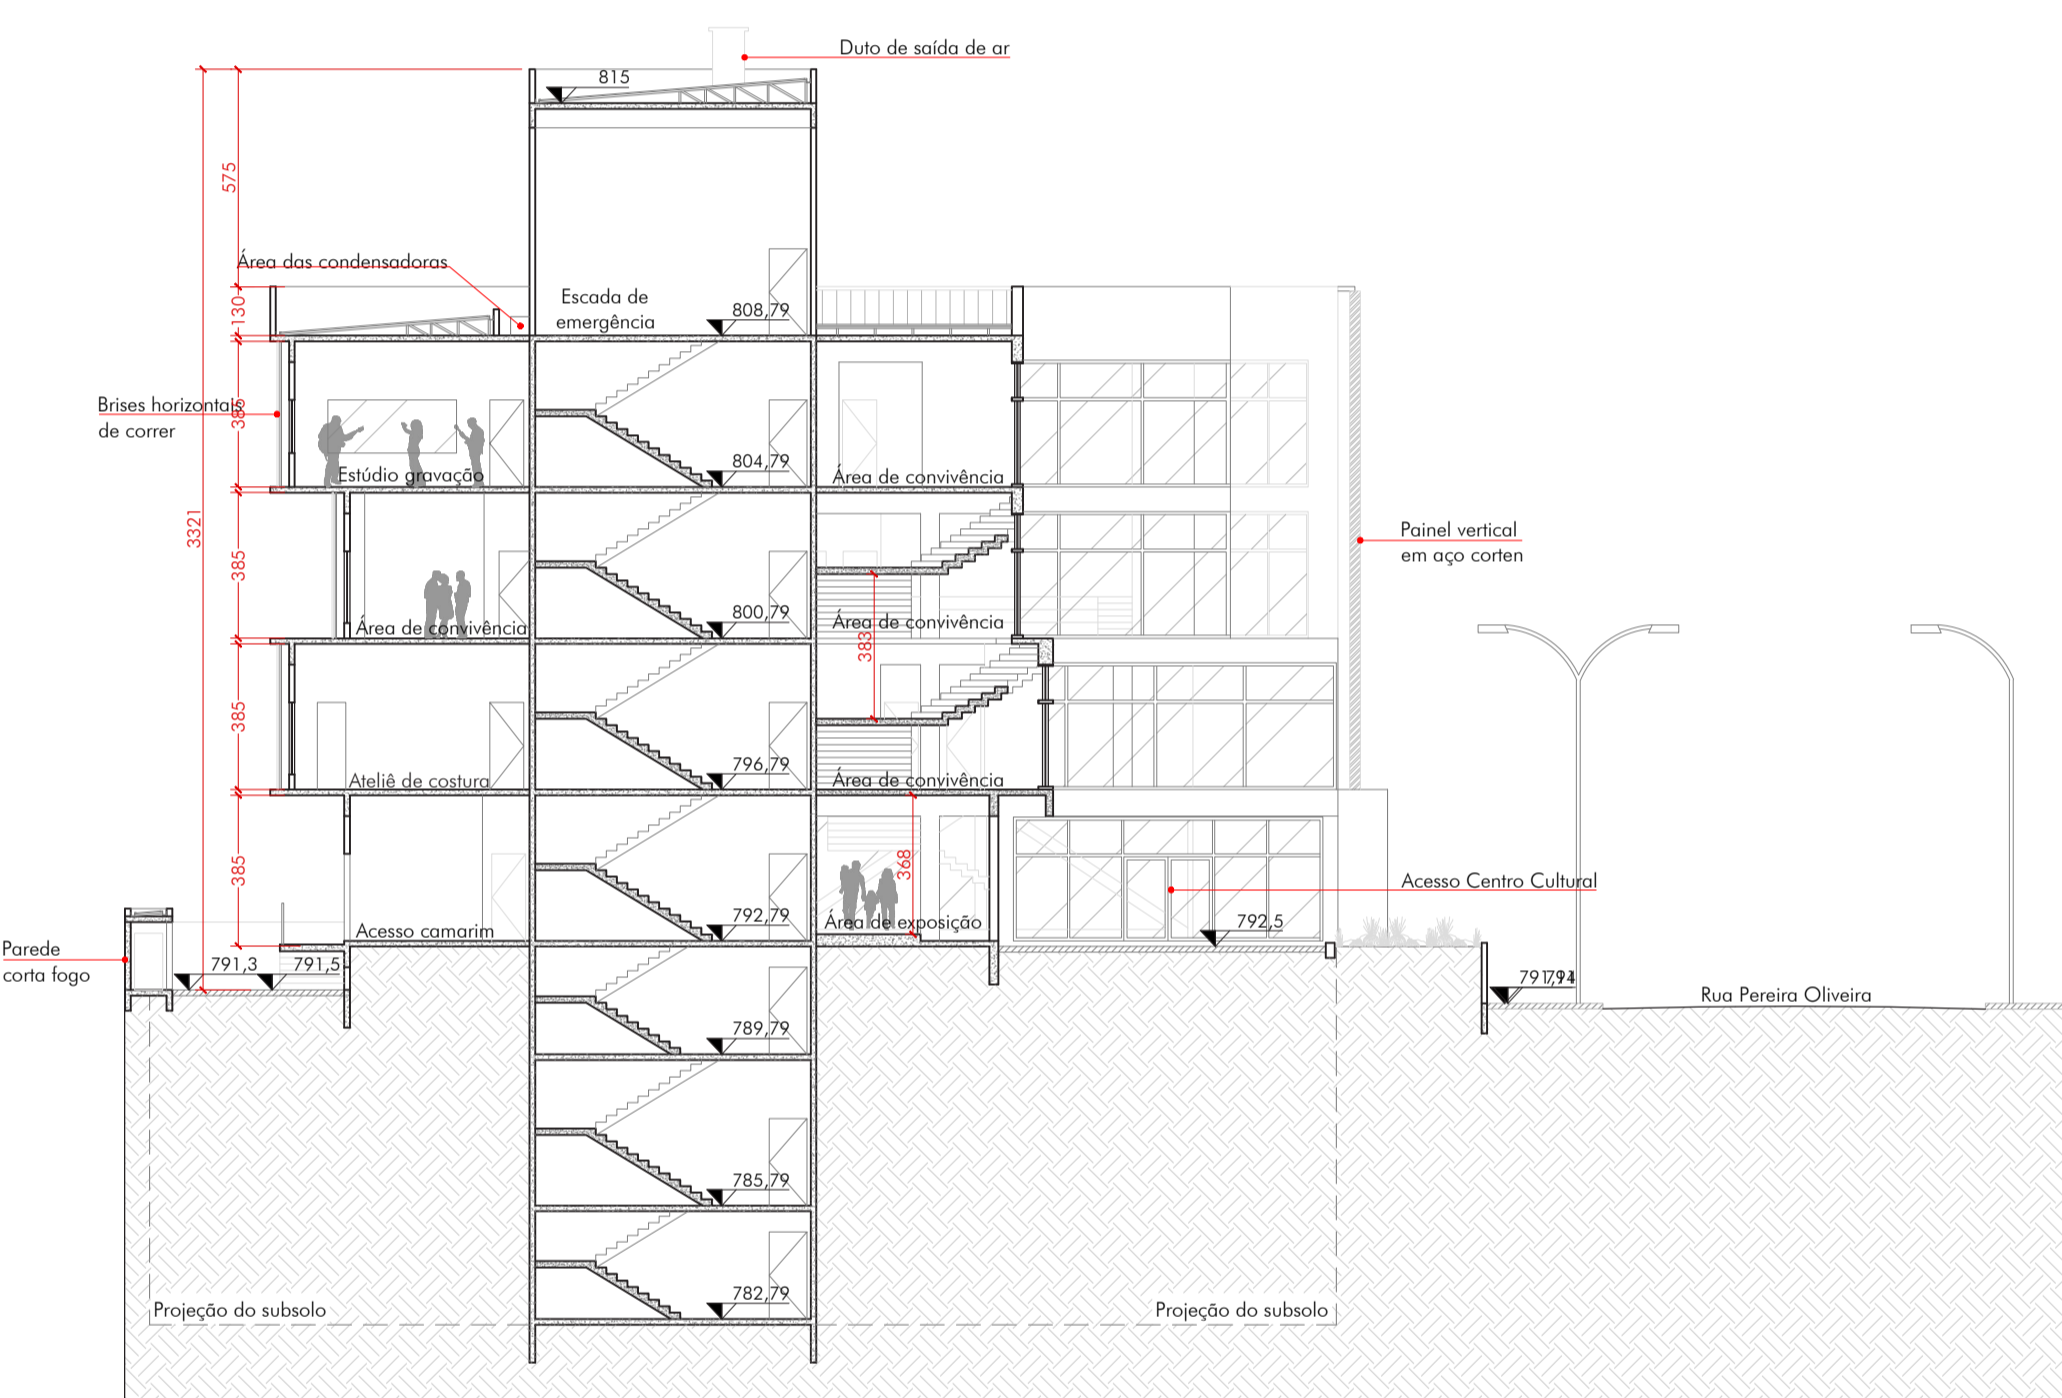 Duto de saída de ar
815
575
Área das condensadoras
130
Escada de
emergência
808,79
Brises horizontais
de correr
385
804,79
Estúdio gravação
Área de convivência
3321
385
Painel vertical
em aço corten
800,79
Área de convivência
Área de convivência
383
385
796,79
Ateliê de costura
Área de convivência
385
368
Acesso Centro Cultural
792,79
Área de exposição
792,5
Acesso camarim
Parede
corta fogo
791,3
791,5
Rua Pereira Oliveira
789,79
785,79
782,79
Projeção do subsolo
Projeção do subsolo